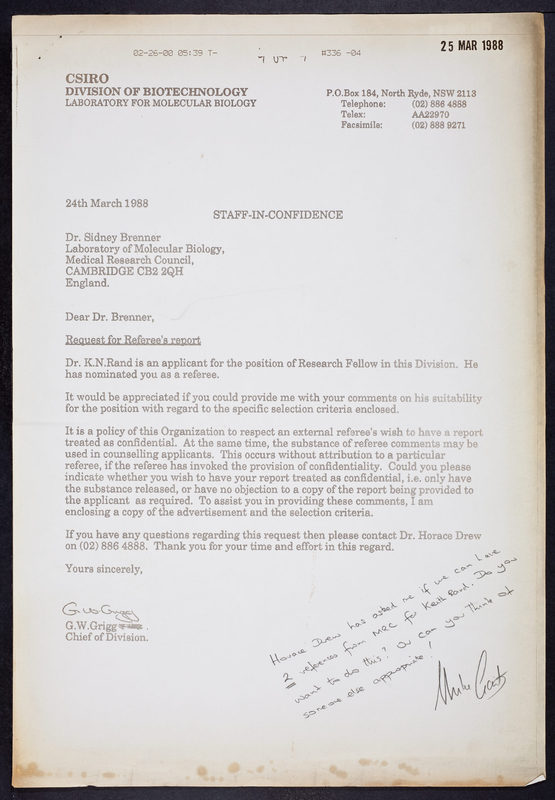 25 MAR 1988
02-26-00 05:39 T-
#336 -04
CSIRO
DIVISION OF BIOTECHNOLOGY
LABORATORY FOR MOLECULAR BIOLOGY
P.O.Box 184, North Ryde, NSW 2113
Telephone: (02) 886 4888
Telex: AA22970
Facsimile: (02) 888 9271
24th March 1988
STAFF-IN-CONFIDENCE
Dr. Sidney Brenner
Laboratory of Molecular Biology,
Medical Research Council,
CAMBRIDGE CB2 2QH
England.
Dear Dr. Brenner,
Request for Referee's report
Dr. K.N.Rand is an applicant for the position of Research Fellow in this Division. He
has nominated you as a referee.
It would be appreciated if you could provide me with your comments on his suitability
for the position with regard to the specific selection criteria enclosed.
It is a policy of this Organization to respect an external referee's wish to have a report
treated as confidential. At the same time, the substance of referee comments may be
used in counselling applicants. This occurs without attribution to a particular
referee, if the referee has invoked the provision of confidentiality. Could you please
indicate whether you wish to have your report treated as confidential, i.e. only have
the substance released, or have no objection to a copy of the report being provided to
the applicant as required. To assist you in providing these comments, I am
enclosing a copy of the advertisement and the selection criteria.
If you have any questions regarding this request then please contact Dr. Horace Drew
on (02) 886 4883. Thank you for your time and effort in this regard.
Yours sincerely,
G.W.Grigg
G.W.Grigg
Chief of Division.
Horace Drew has asked me if we can have
2 references from MRC for Keith Rand. Do you
want to do this? Or can you think of
someone else appropriate!
Mike